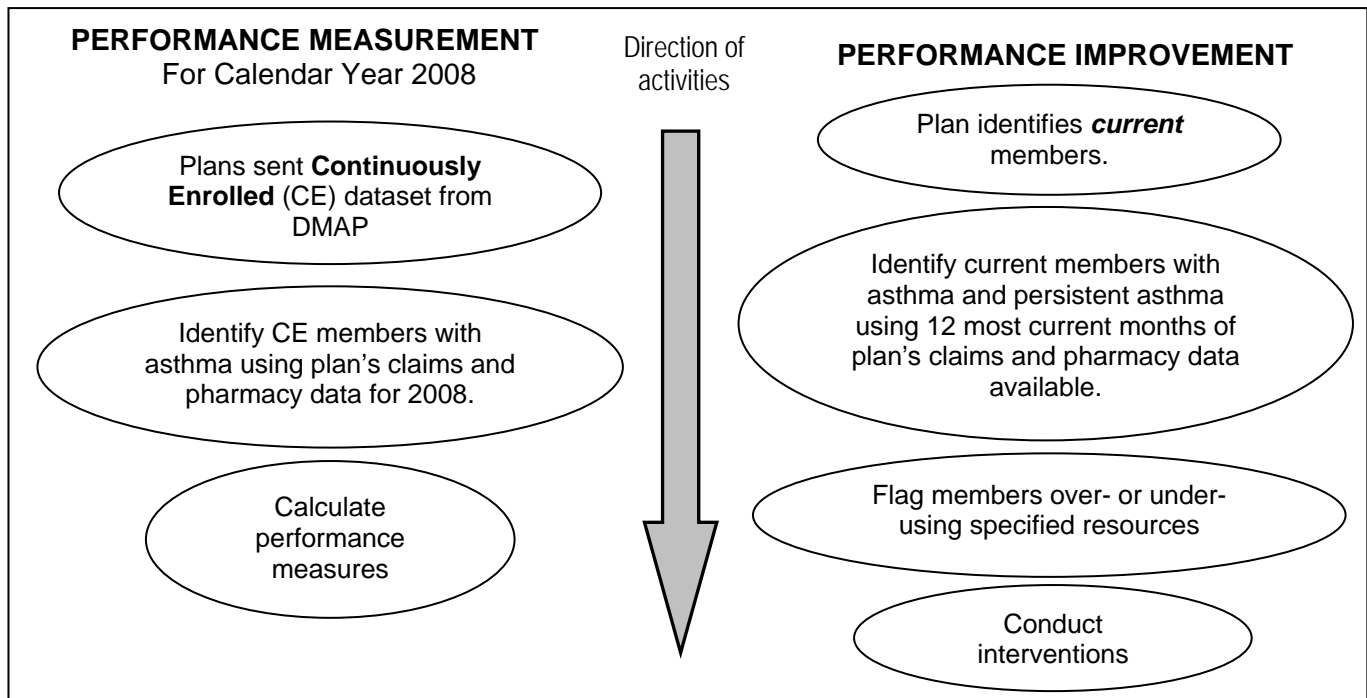 PERFORMANCE MEASUREMENT
For Calendar Year 2008
Plans sent Continuously
Enrolled (CE) dataset from
DMAP
Identify CE members with
asthma using plan's claims and
pharmacy data for 2008.
Calculate
performance
measures
Direction of
activities
PERFORMANCE IMPROVEMENT
Plan identifies current
members.
Identify current members with
asthma and persistent asthma
using 12 most current months of
plan's claims and pharmacy data
available.
Flag members over- or under-
using specified resources
Conduct
interventions